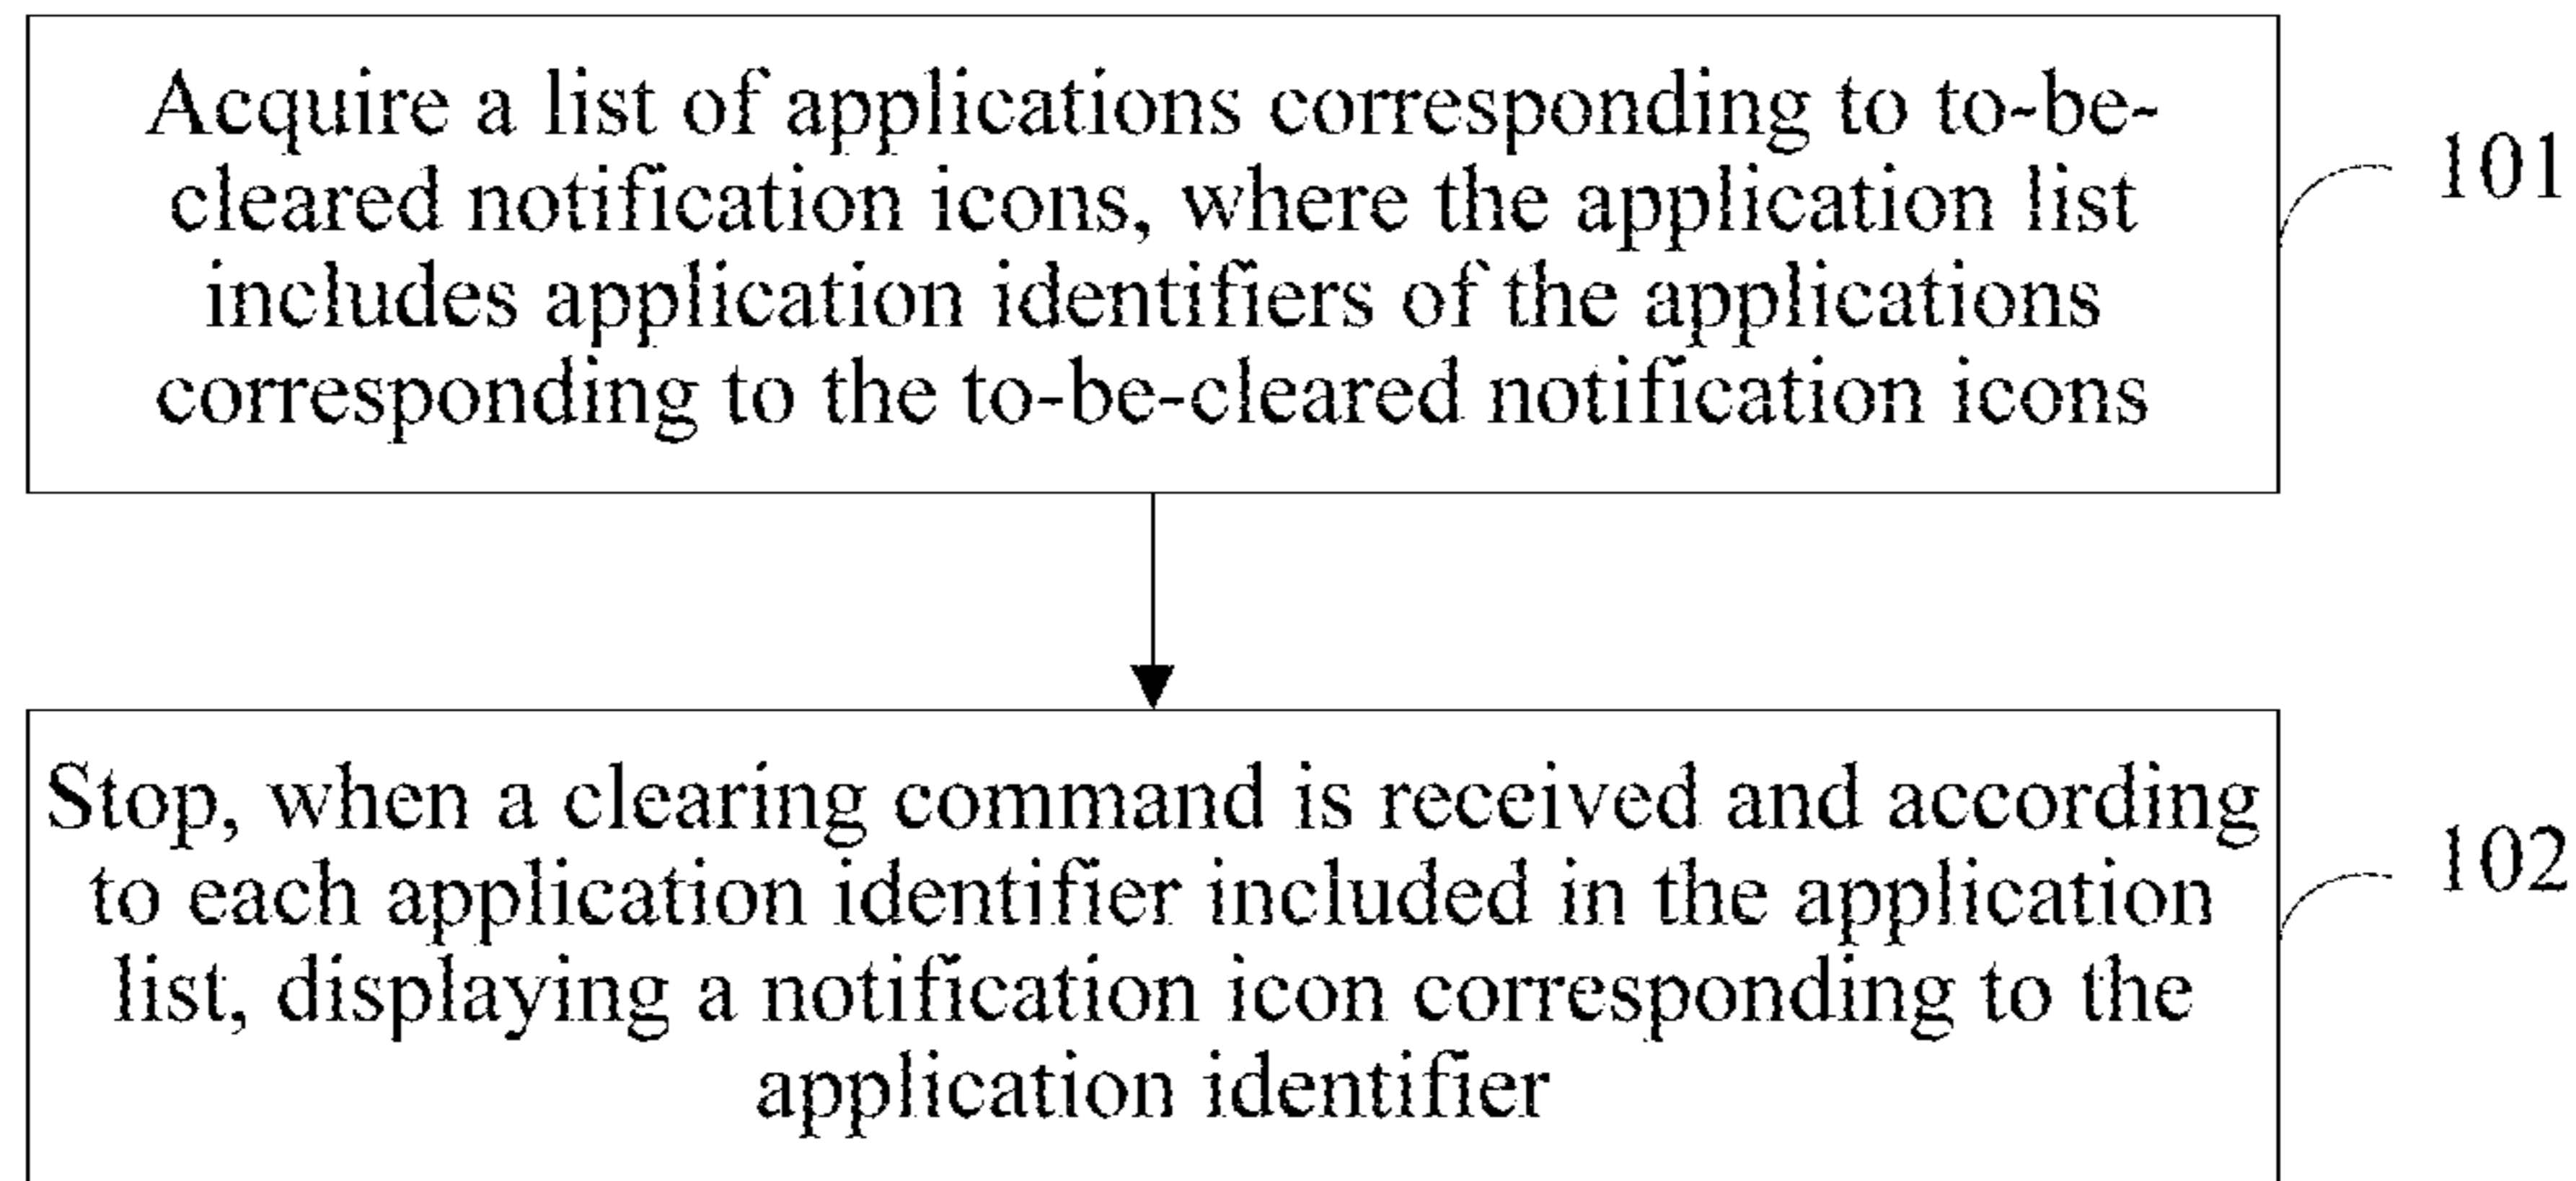 Acquire a list of applications corresponding to to-be-
cleared notification icons, where the application list
includes application identifiers of the applications
corresponding to the to-be-cleared notification icons
101
Stop, when a clearing command is received and according
to each application identifier included in the application
list, displaying a notification icon corresponding to the
application identifier
102